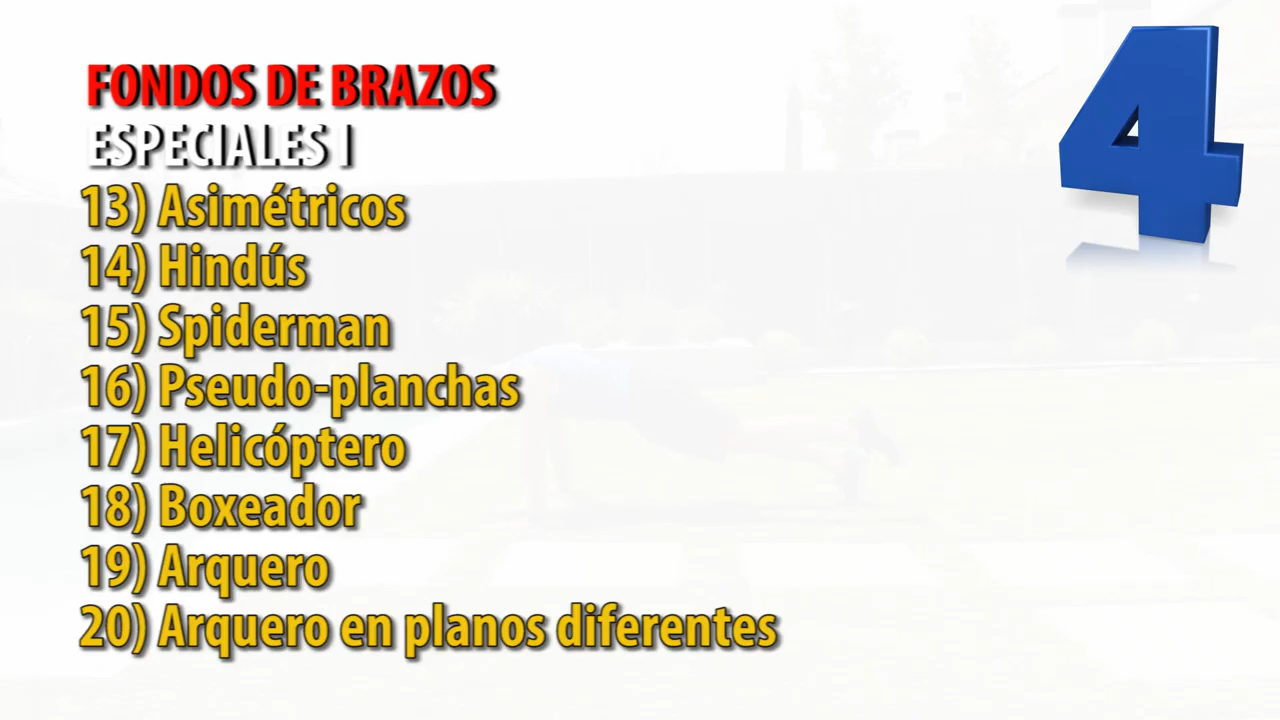 FONDOS DE BRAZOS
ESPECIALES I
13) Asimétricos
14) Hindús
15) Spiderman
16) Pseudo-planchas
17) Helicóptero
18) Boxeador
19) Arquero
20) Arquero en planos diferentes
4